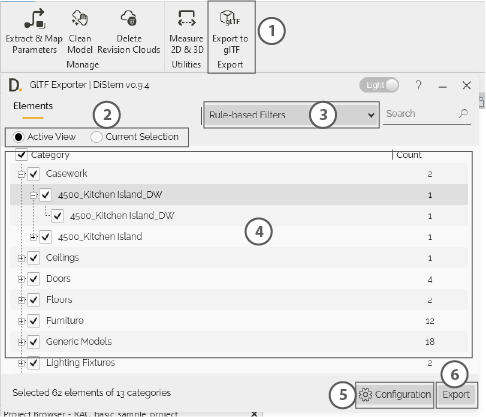 Extract & Map Parameters
Clean Model
Delete Revision Clouds
Measure 2D & 3D
glTF
Export to glTF
Manage
Utilities
Export
1
D. GlTF Exporter | DiStem v0.9.4
Light
?
Elements
2
Rule-based Filters
3
Search
Active View
Current Selection
Category
Count
Casework 2
4500_Kitchen Island_DW 1
4500_Kitchen Island_DW 1
4500_Kitchen Island 1
4
Ceilings 1
Doors 4
Floors 2
Furniture 12
Generic Models 18
Lighting Fixtures 2
6
Selected 62 elements of 13 categories
5
Configuration
Export
Project Browser - RAC_basic_sample_project